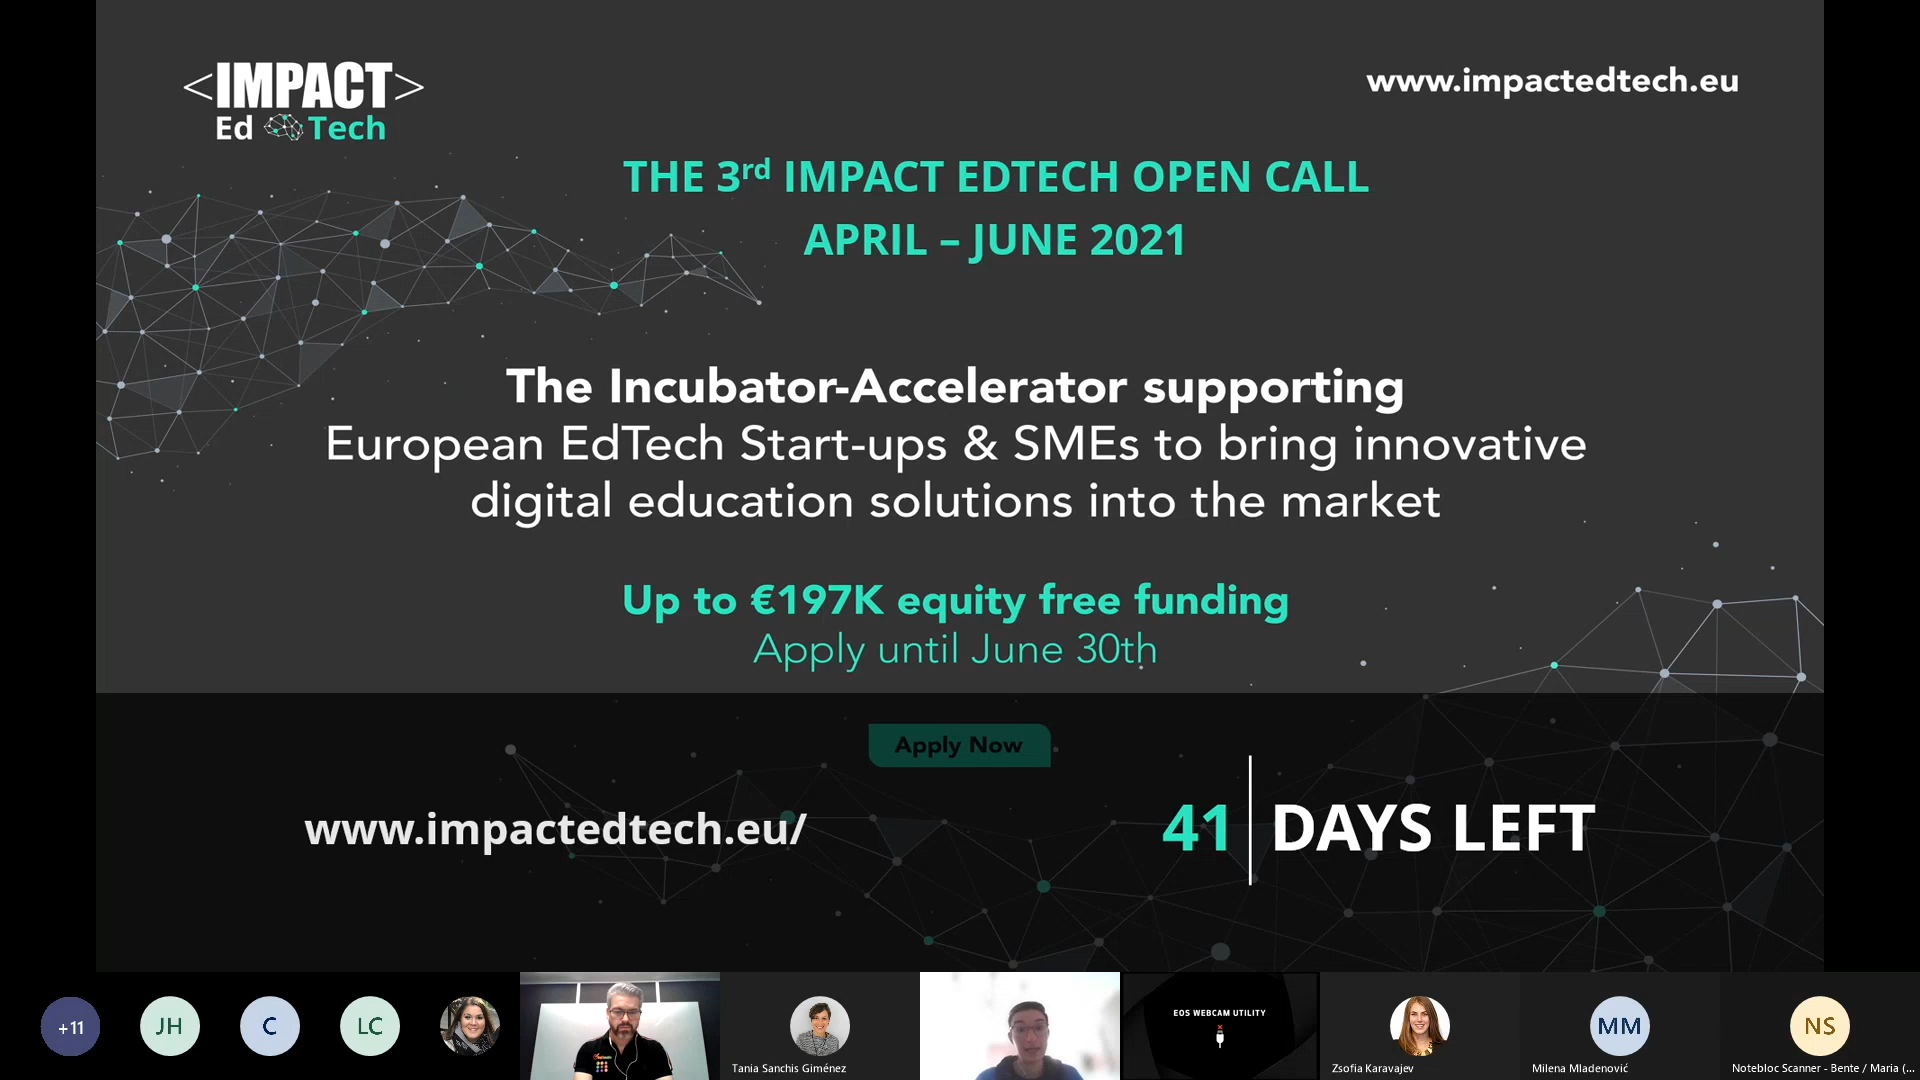 <IMPACT>
Ed Tech
www.impactedtech.eu
THE 3rd IMPACT EDTECH OPEN CALL
APRIL – JUNE 2021
The Incubator-Accelerator supporting
European EdTech Start-ups & SMEs to bring innovative
digital education solutions into the market
Up to €197K equity free funding
Apply until June 30th
Apply Now
www.impactedtech.eu/
41 DAYS LEFT
+11
JH
C
LC
Tania Sanchis Giménez
EOS WEBCAM UTILITY
Zsofia Karavajev
MM
Milena Mladenović
NS
Notebloc Scanner - Bente / Maria (...